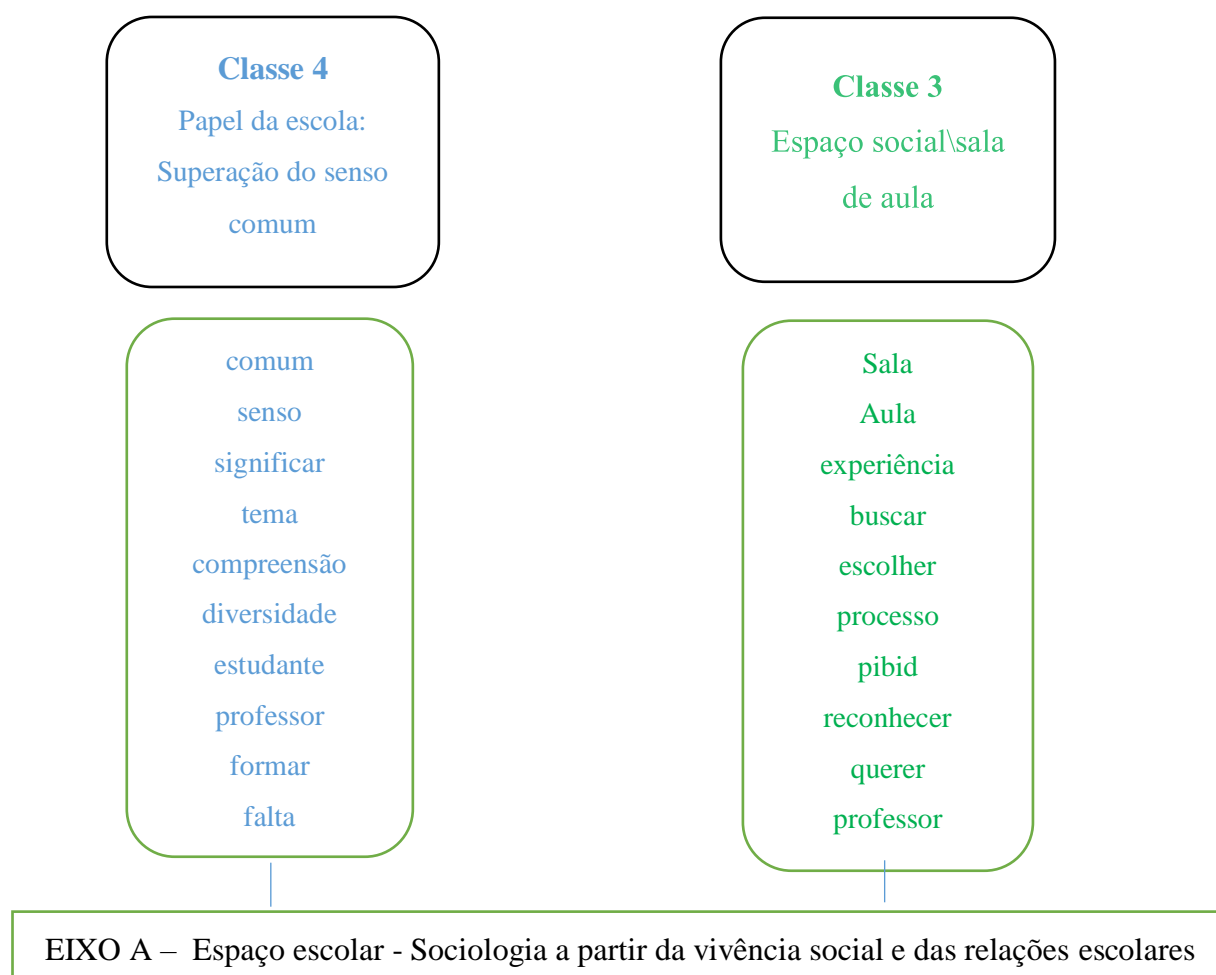 Classe 4
Papel da escola:
Superação do senso
comum
Classe 3
Espaço social\sala
de aula
comum
senso
significar
tema
compreensão
diversidade
estudante
professor
formar
falta
Sala
Aula
experiência
buscar
escolher
processo
pibid
reconhecer
querer
professor
EIXO A – Espaço escolar - Sociologia a partir da vivência social e das relações escolares